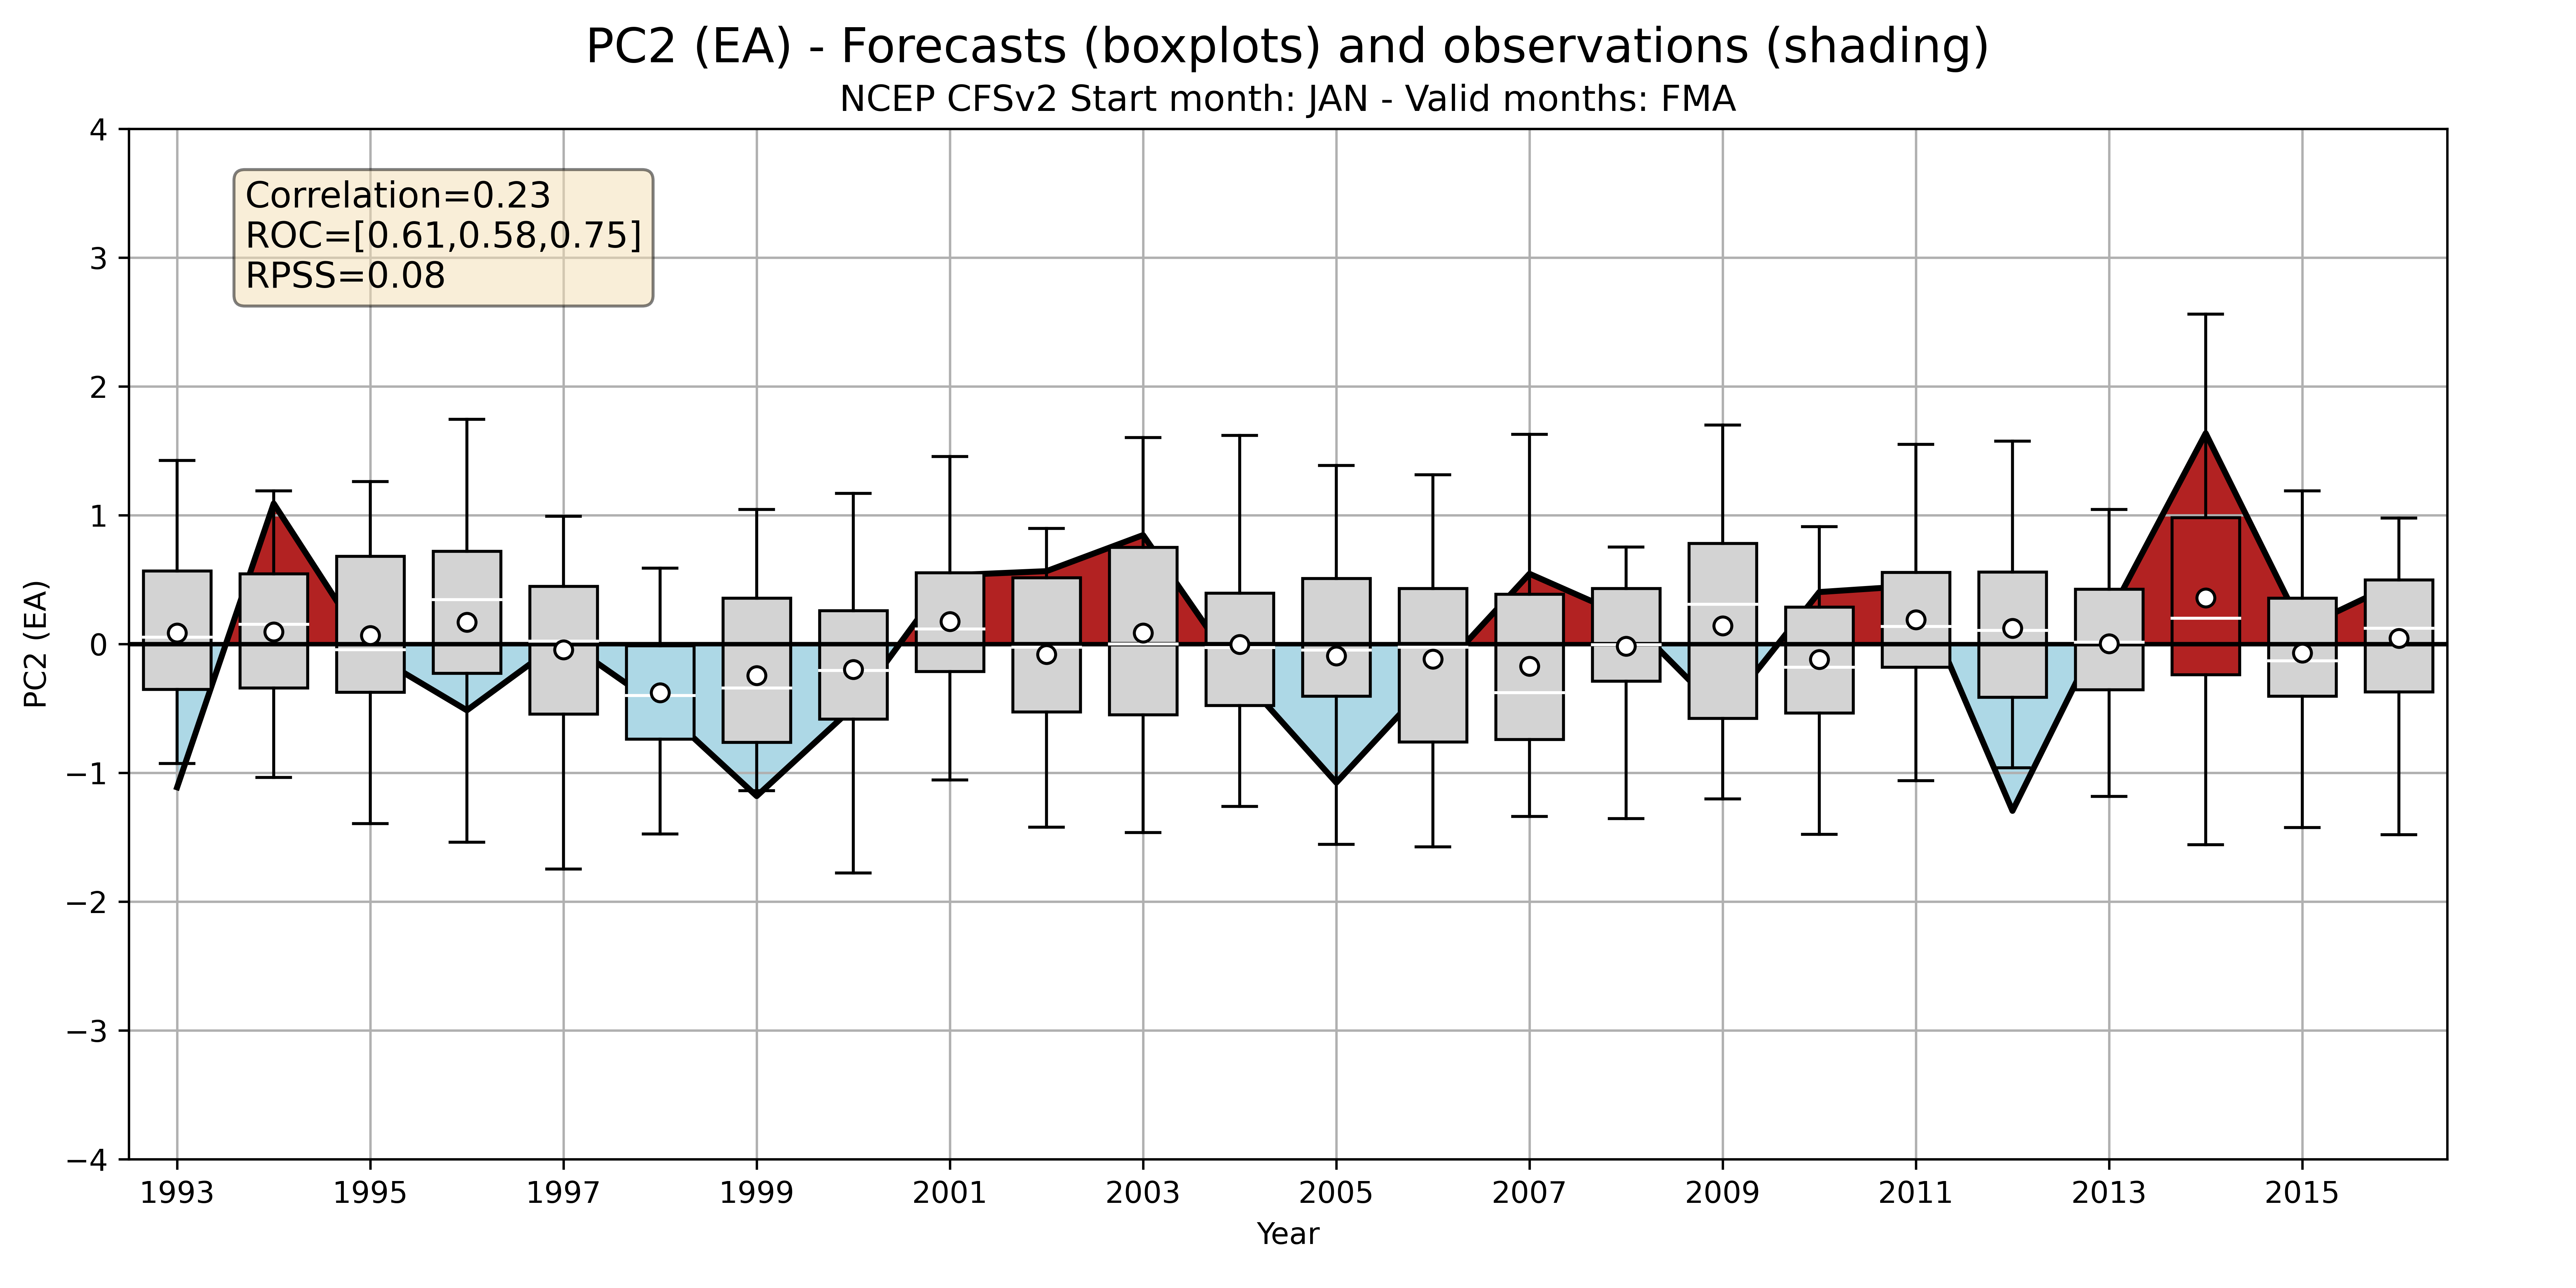 PC2 (EA) - Forecasts (boxplots) and observations (shading)
NCEP CFSv2 Start month: JAN - Valid months: FMA
Correlation=0.23
ROC=[0.61,0.58,0.75]
RPSS=0.08
PC2 (EA)
4
3
2
1
0
−1
−2
−3
−4
1993 1995 1997 1999 2001 2003 2005 2007 2009 2011 2013 2015
Year